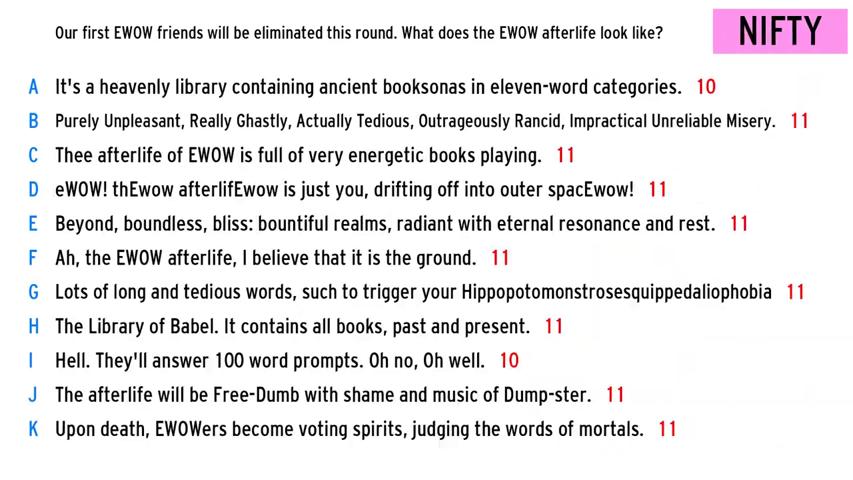 Our first EWOW friends will be eliminated this round. What does the EWOW afterlife look like?
NIFTY
A It's a heavenly library containing ancient booksonas in eleven-word categories. 10
B Purely Unpleasant, Really Ghastly, Actually Tedious, Outrageously Rancid, Impractical Unreliable Misery. 11
C Thee afterlife of EWOW is full of very energetic books playing. 11
D eWOW! thEwow afterlifEwow is just you, drifting off into outer spacEwow! 11
E Beyond, boundless, bliss: bountiful realms, radiant with eternal resonance and rest. 11
F Ah, the EWOW afterlife, I believe that it is the ground. 11
G Lots of long and tedious words, such to trigger your Hippopotomonstrosesquippedaliophobia 11
H The Library of Babel. It contains all books, past and present. 11
I Hell. They'll answer 100 word prompts. Oh no, Oh well. 10
J The afterlife will be Free-Dumb with shame and music of Dump-ster. 11
K Upon death, EWOWers become voting spirits, judging the words of mortals. 11